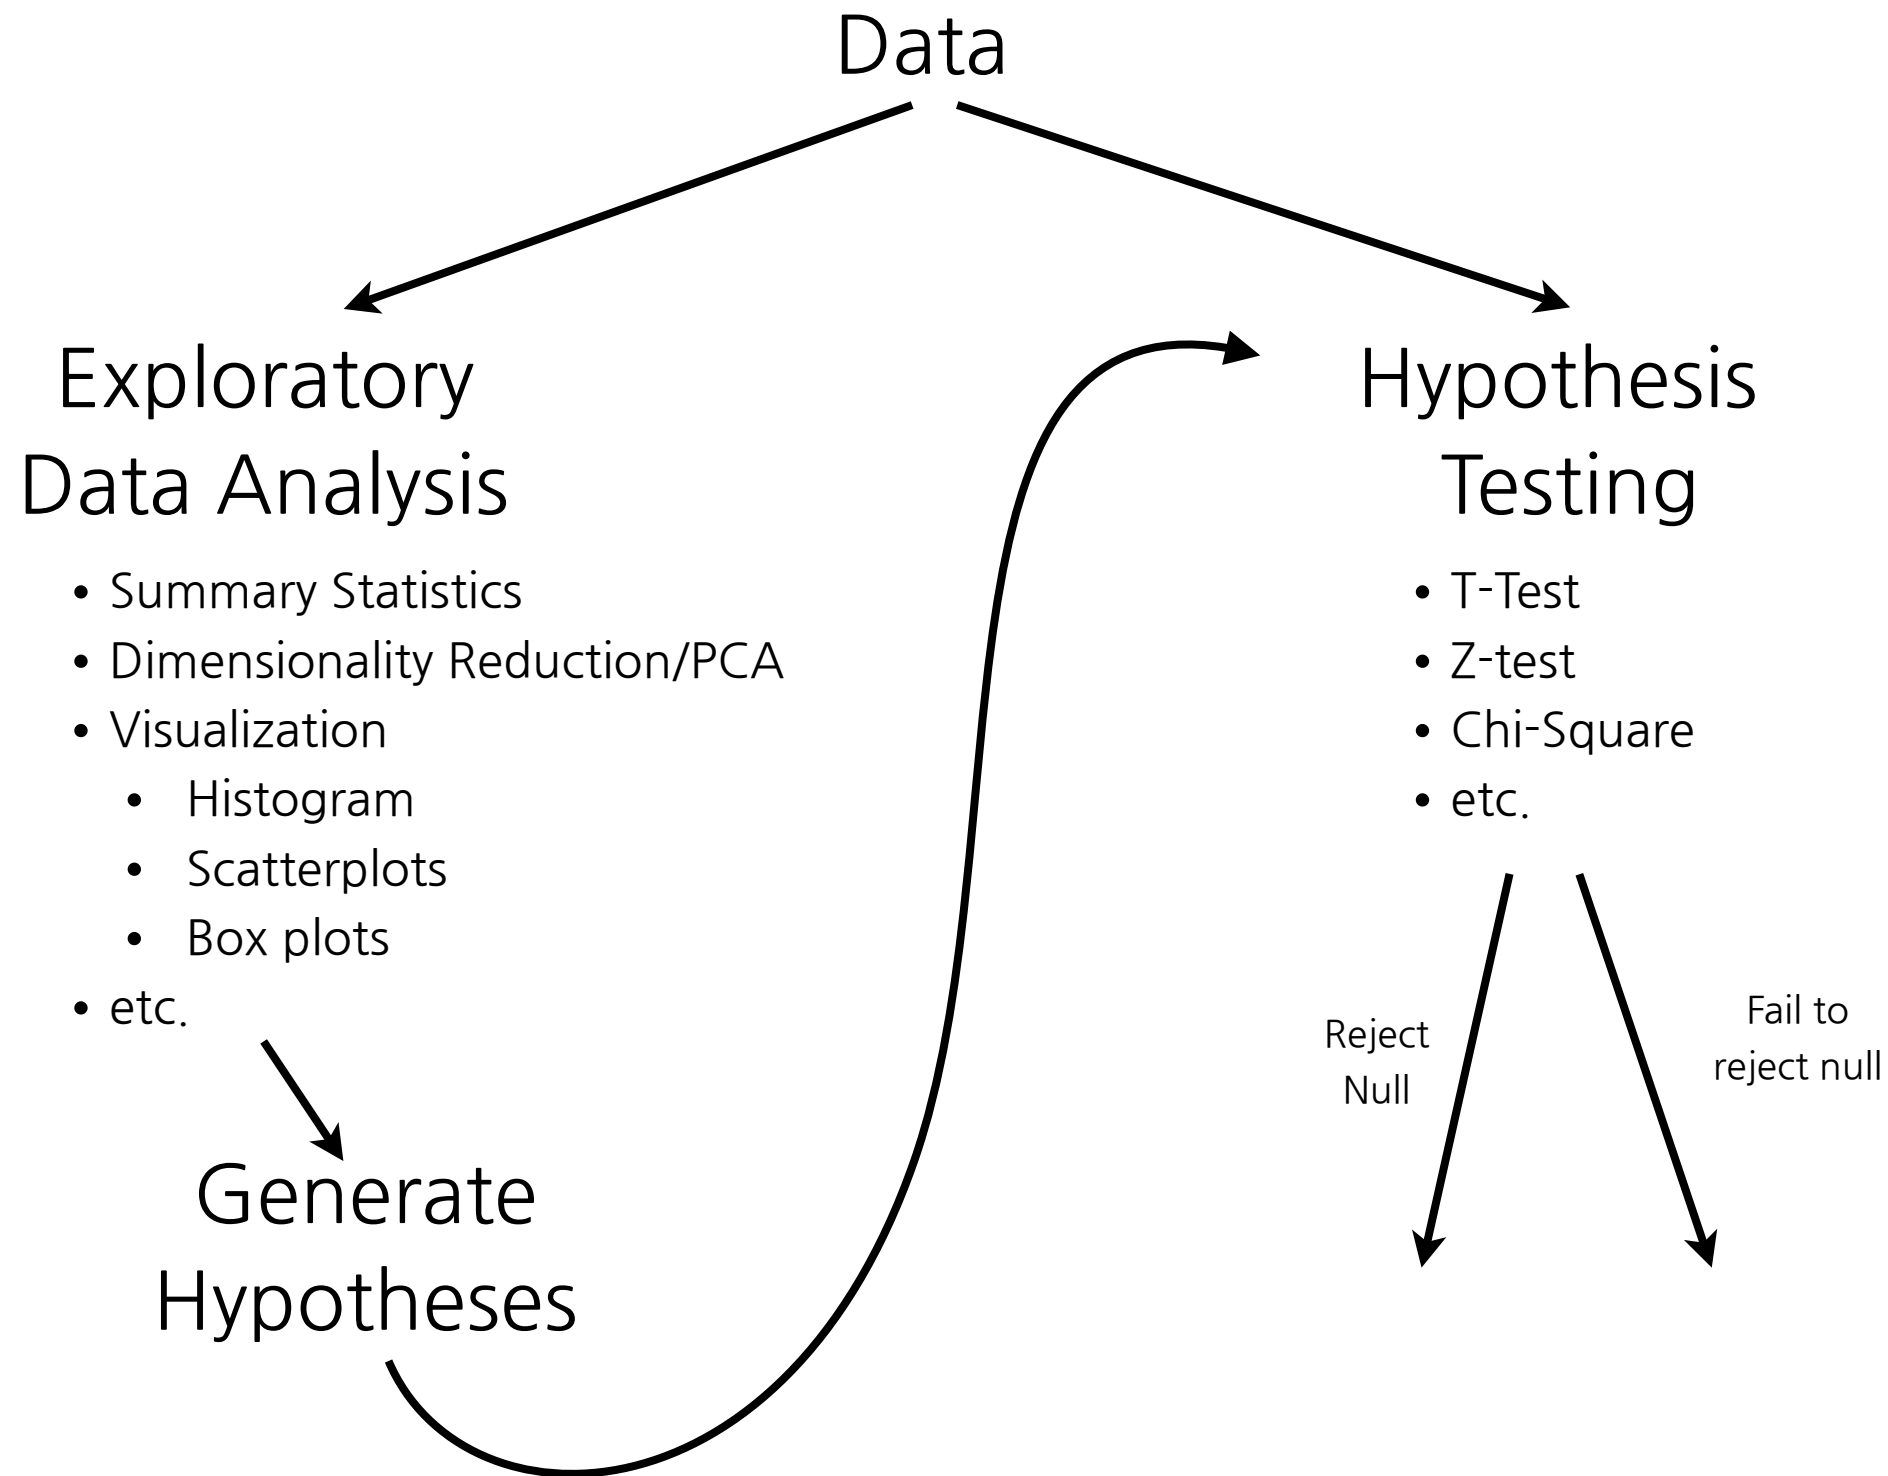 Data
Exploratory
Data Analysis
• Summary Statistics
• Dimensionality Reduction/PCA
• Visualization
• Histogram
• Scatterplots
• Box plots
• etc.
Generate
Hypotheses
Hypothesis
Testing
• T-Test
• Z-test
• Chi-Square
• etc.
Reject
Null
Fail to
reject null